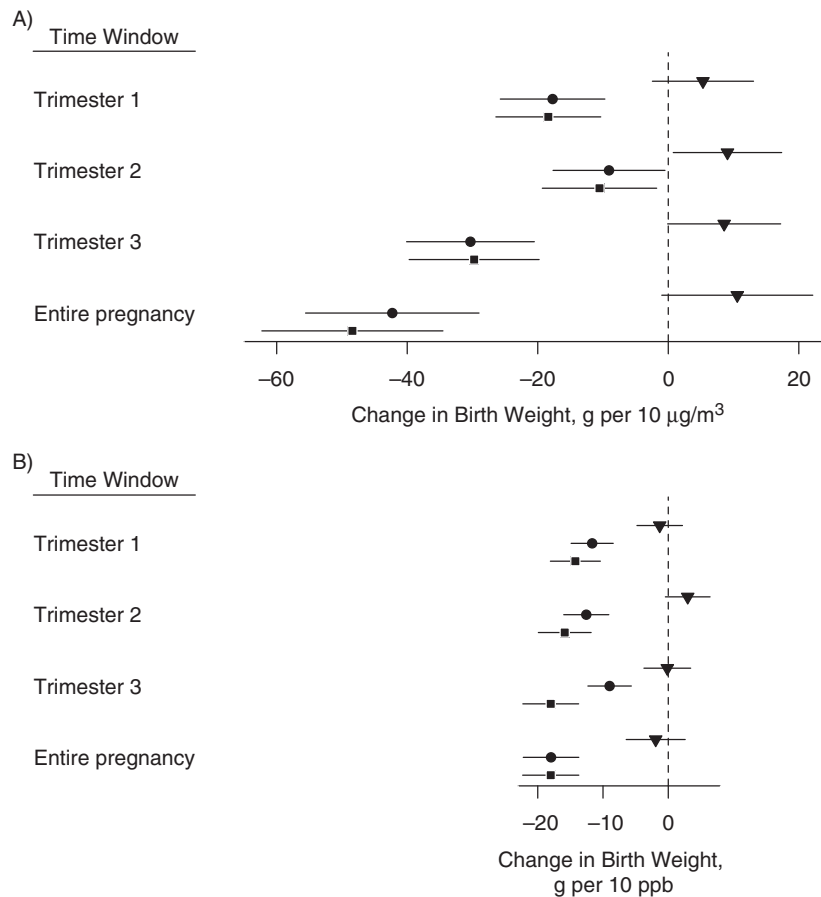 A)
Time Window
Trimester 1
Trimester 2
Trimester 3
Entire pregnancy
–60 –40 –20 0 20
Change in Birth Weight, g per 10 μg/m³
B)
Time Window
Trimester 1
Trimester 2
Trimester 3
Entire pregnancy
–20 –10 0
Change in Birth Weight,
g per 10 ppb